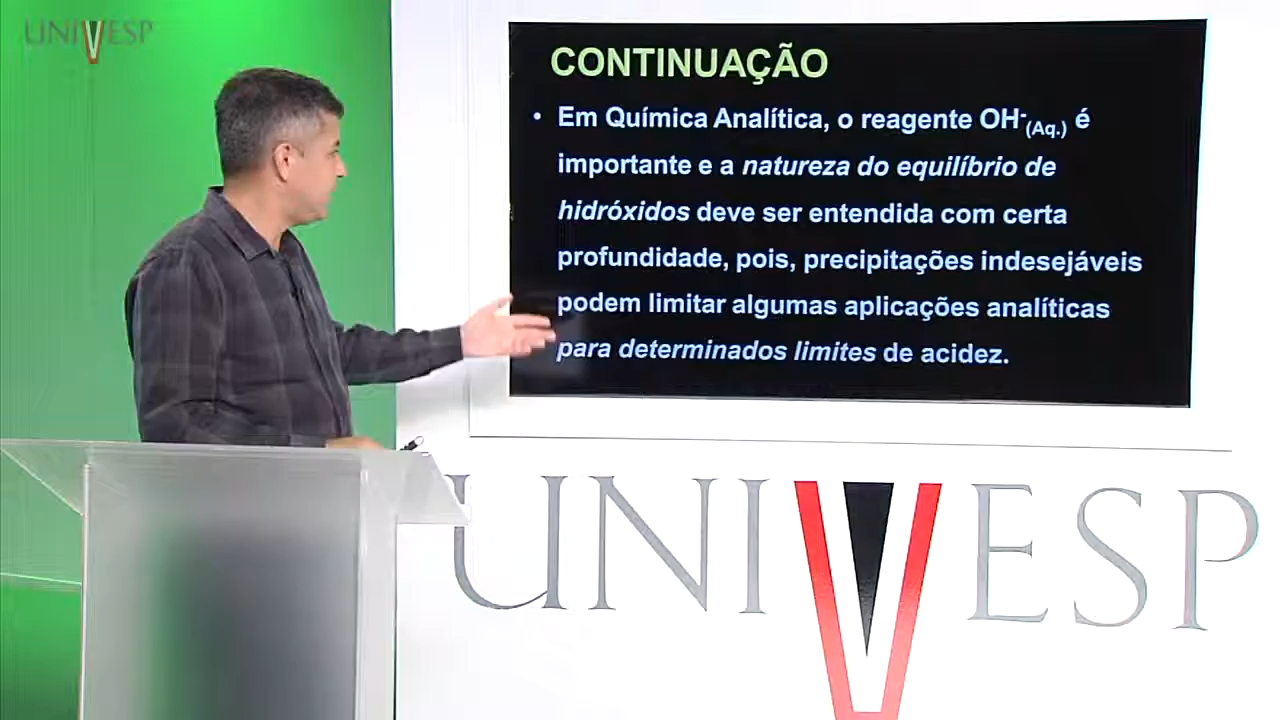 UNIVESP
CONTINUAÇÃO
• Em Química Analítica, o reagente OH-(Aq.) é
importante e a natureza do equilíbrio de
hidróxidos deve ser entendida com certa
profundidade, pois, precipitações indesejáveis
podem limitar algumas aplicações analíticas
para determinados limites de acidez.
UNIVESP